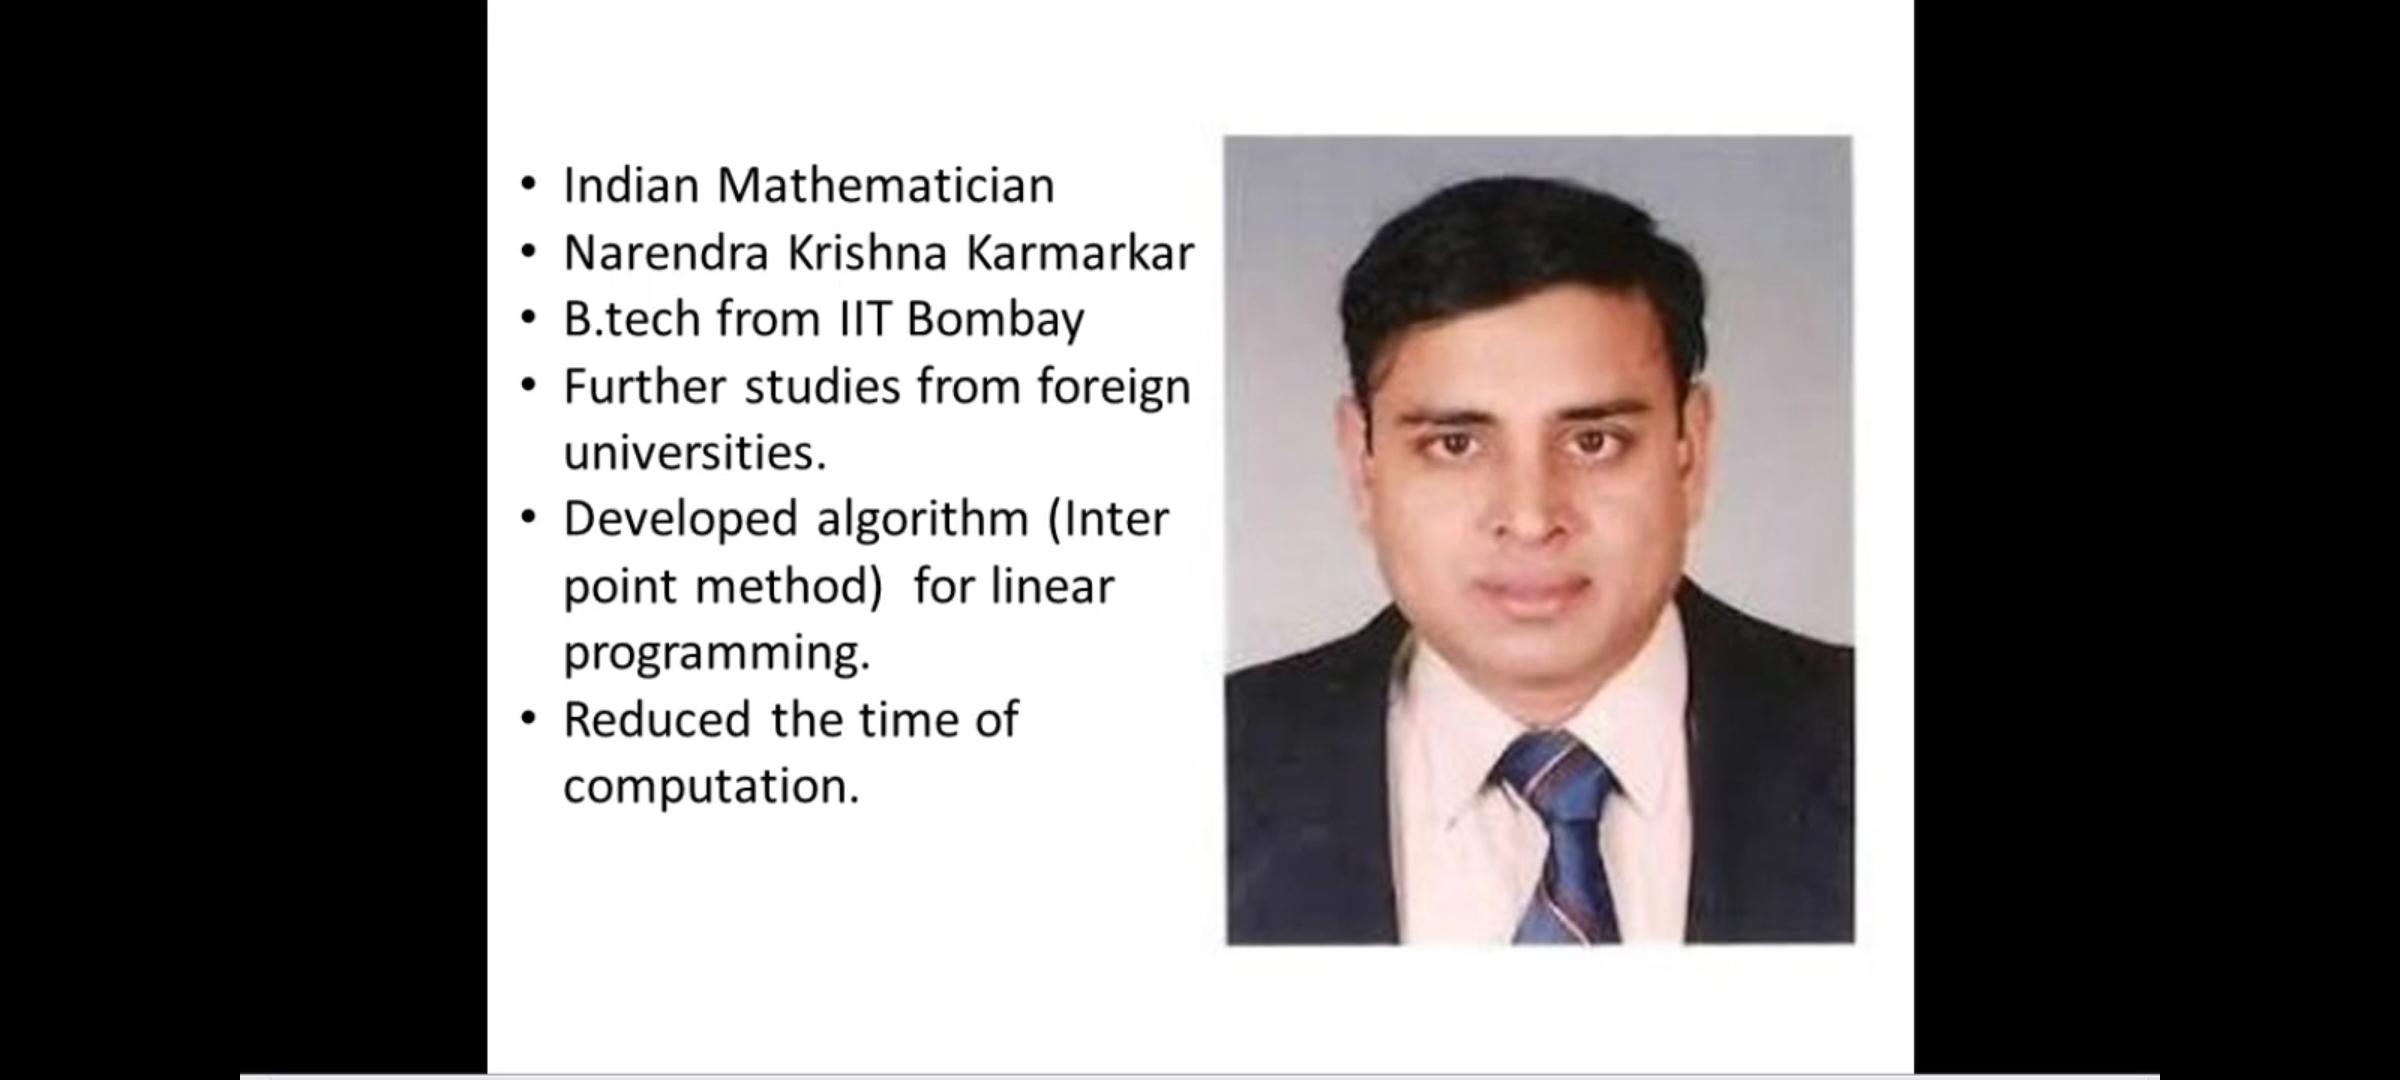 • Indian Mathematician
• Narendra Krishna Karmarkar
• B.tech from IIT Bombay
• Further studies from foreign
universities.
• Developed algorithm (Inter
point method) for linear
programming.
• Reduced the time of
computation.